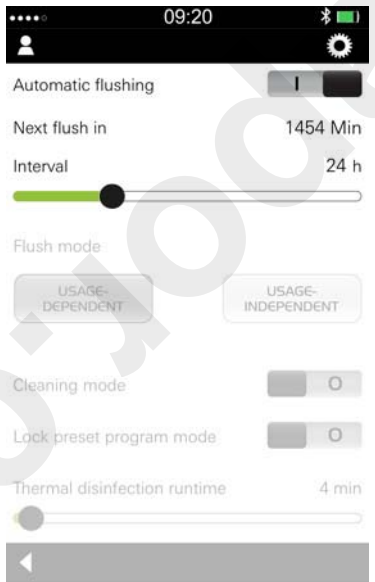 09:20
Automatic flushing I
Next flush in 1454 Min
Interval 24 h
Flush mode
USAGE-
DEPENDENT
USAGE-
INDEPENDENT
Cleaning mode O
Lock preset program mode O
Thermal disinfection runtime 4 min